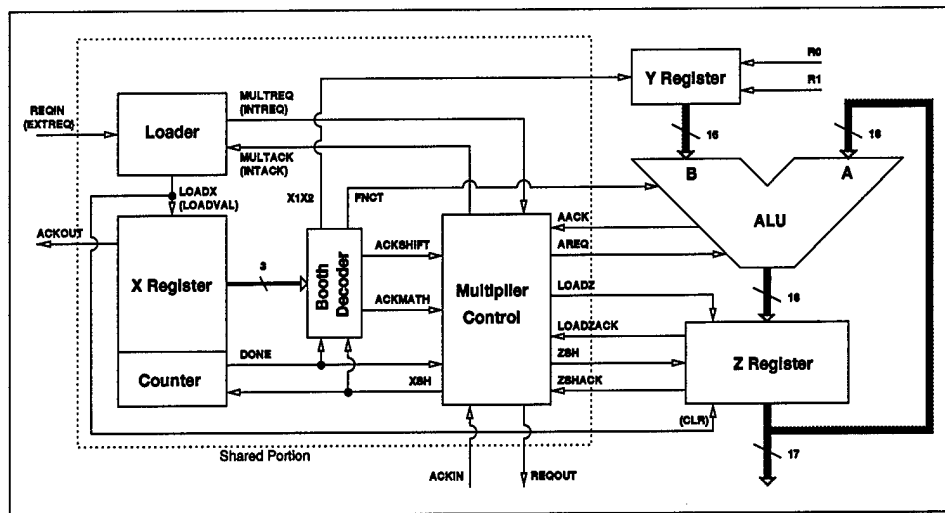 R0
Y Register
R1
MULTREQ
(INTREQ)
REQIN
(EXTREQ)
Loader
16
MULTACK
(INTACK)
B
A
X1X2
FNCT
LOADX
(LOADVAL)
AACK
ALU
ACKOUT
ACKSHIFT
AREQ
3
X Register
Booth
Decoder
Multiplier
Control
LOADZ
16
ACKMATH
LOADZACK
DONE
ZSH
Z Register
Counter
XSH
ZSHACK
(CLR)
Shared Portion
17
ACKIN
REQOUT